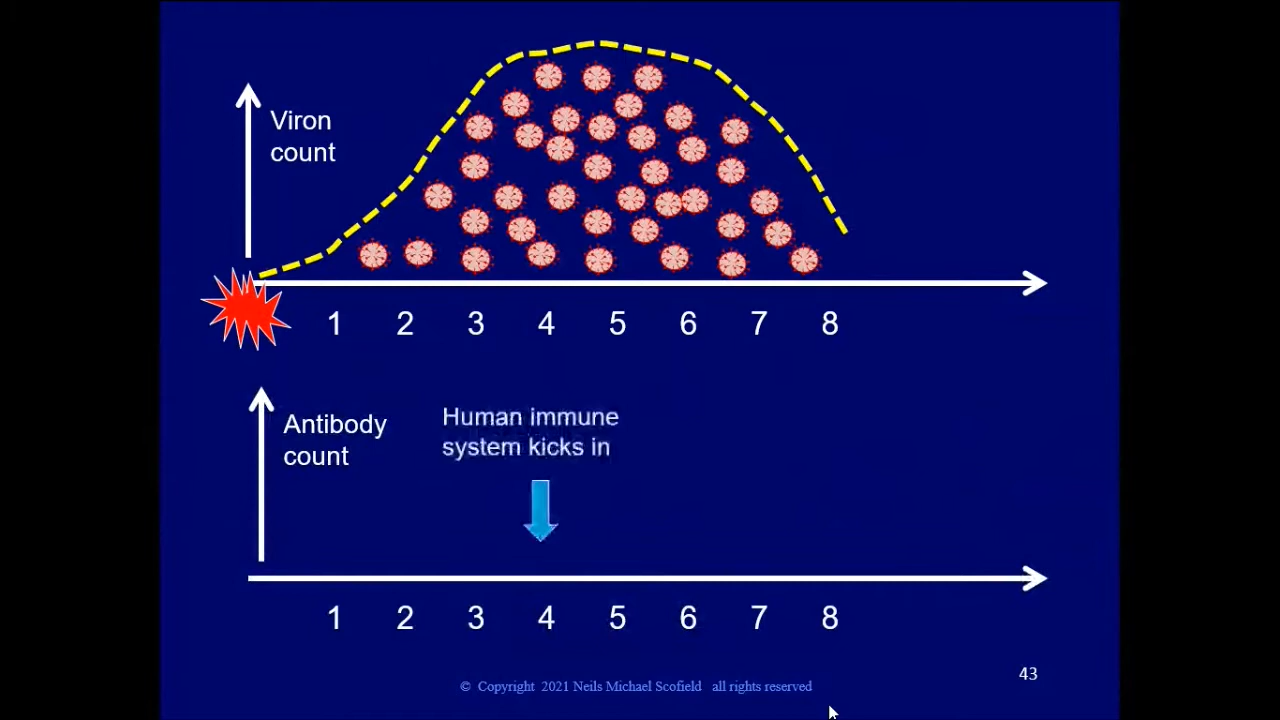 Viron
count
1 2 3 4 5 6 7 8
Antibody
count
Human immune
system kicks in
1 2 3 4 5 6 7 8
43
© Copyright 2021 Neils Michael Scofield all rights reserved